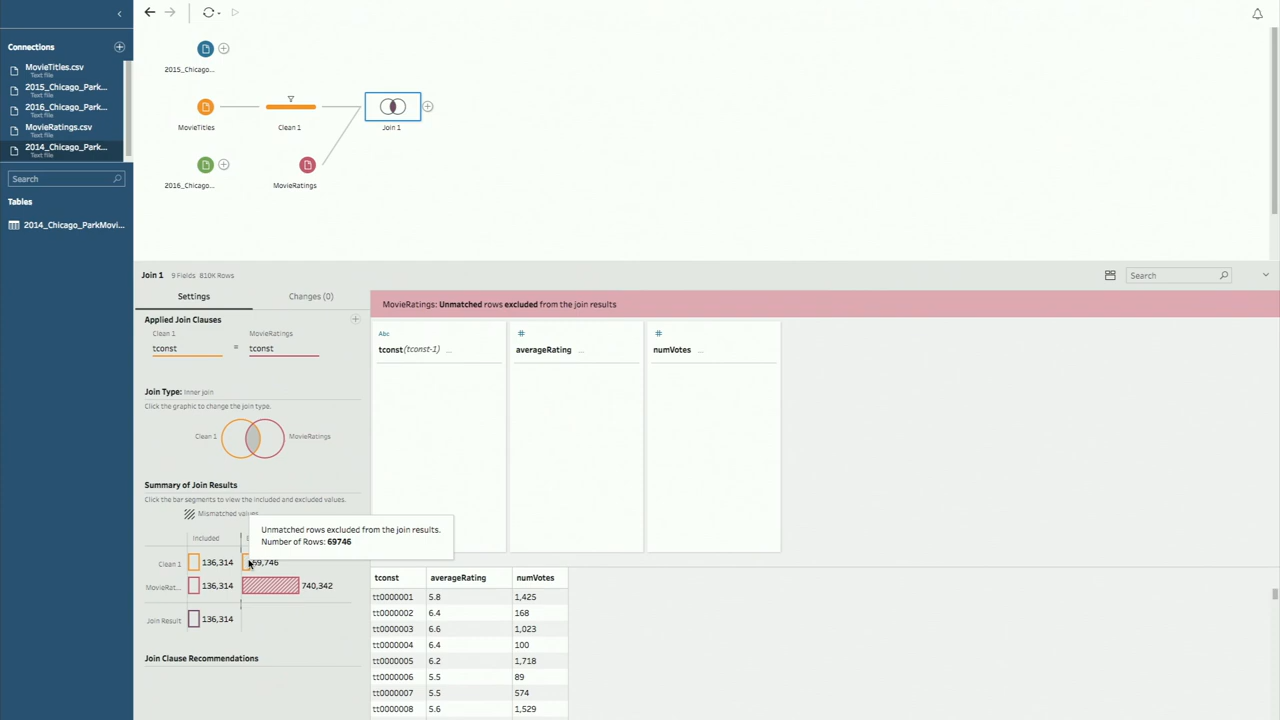 Connections
MovieTitles.csv
Text file
2015_Chicago_Park...
Text file
2016_Chicago_Park...
Text file
MovieRatings.csv
Text file
2014_Chicago_Park...
Text file
Search
Tables
2014_Chicago_ParkMovi...
2015_Chicago...
MovieTitles
Clean 1
Join 1
2016_Chicago...
MovieRatings
Join 1 9 Fields 810K Rows
Search
Settings
Changes (0)
Applied Join Clauses
Clean 1 MovieRatings
tconst = tconst
Join Type: Inner join
Click the graphic to change the join type.
Clean 1
MovieRatings
Summary of Join Results
Click the bar segments to view the included and excluded values.
Mismatched values
Included
Clean 1 136,314 69,746
MovieRat... 136,314 740,342
Join Result 136,314
Join Clause Recommendations
Unmatched rows excluded from the join results.
Number of Rows: 69746
MovieRatings: Unmatched rows excluded from the join results
Abc
tconst(tconst-1) ...
#
averageRating ...
#
numVotes ...
tconst averageRating numVotes
tt0000001 5.8 1,425
tt0000002 6.4 168
tt0000003 6.6 1,023
tt0000004 6.4 100
tt0000005 6.2 1,718
tt0000006 5.5 89
tt0000007 5.5 574
tt0000008 5.6 1,529